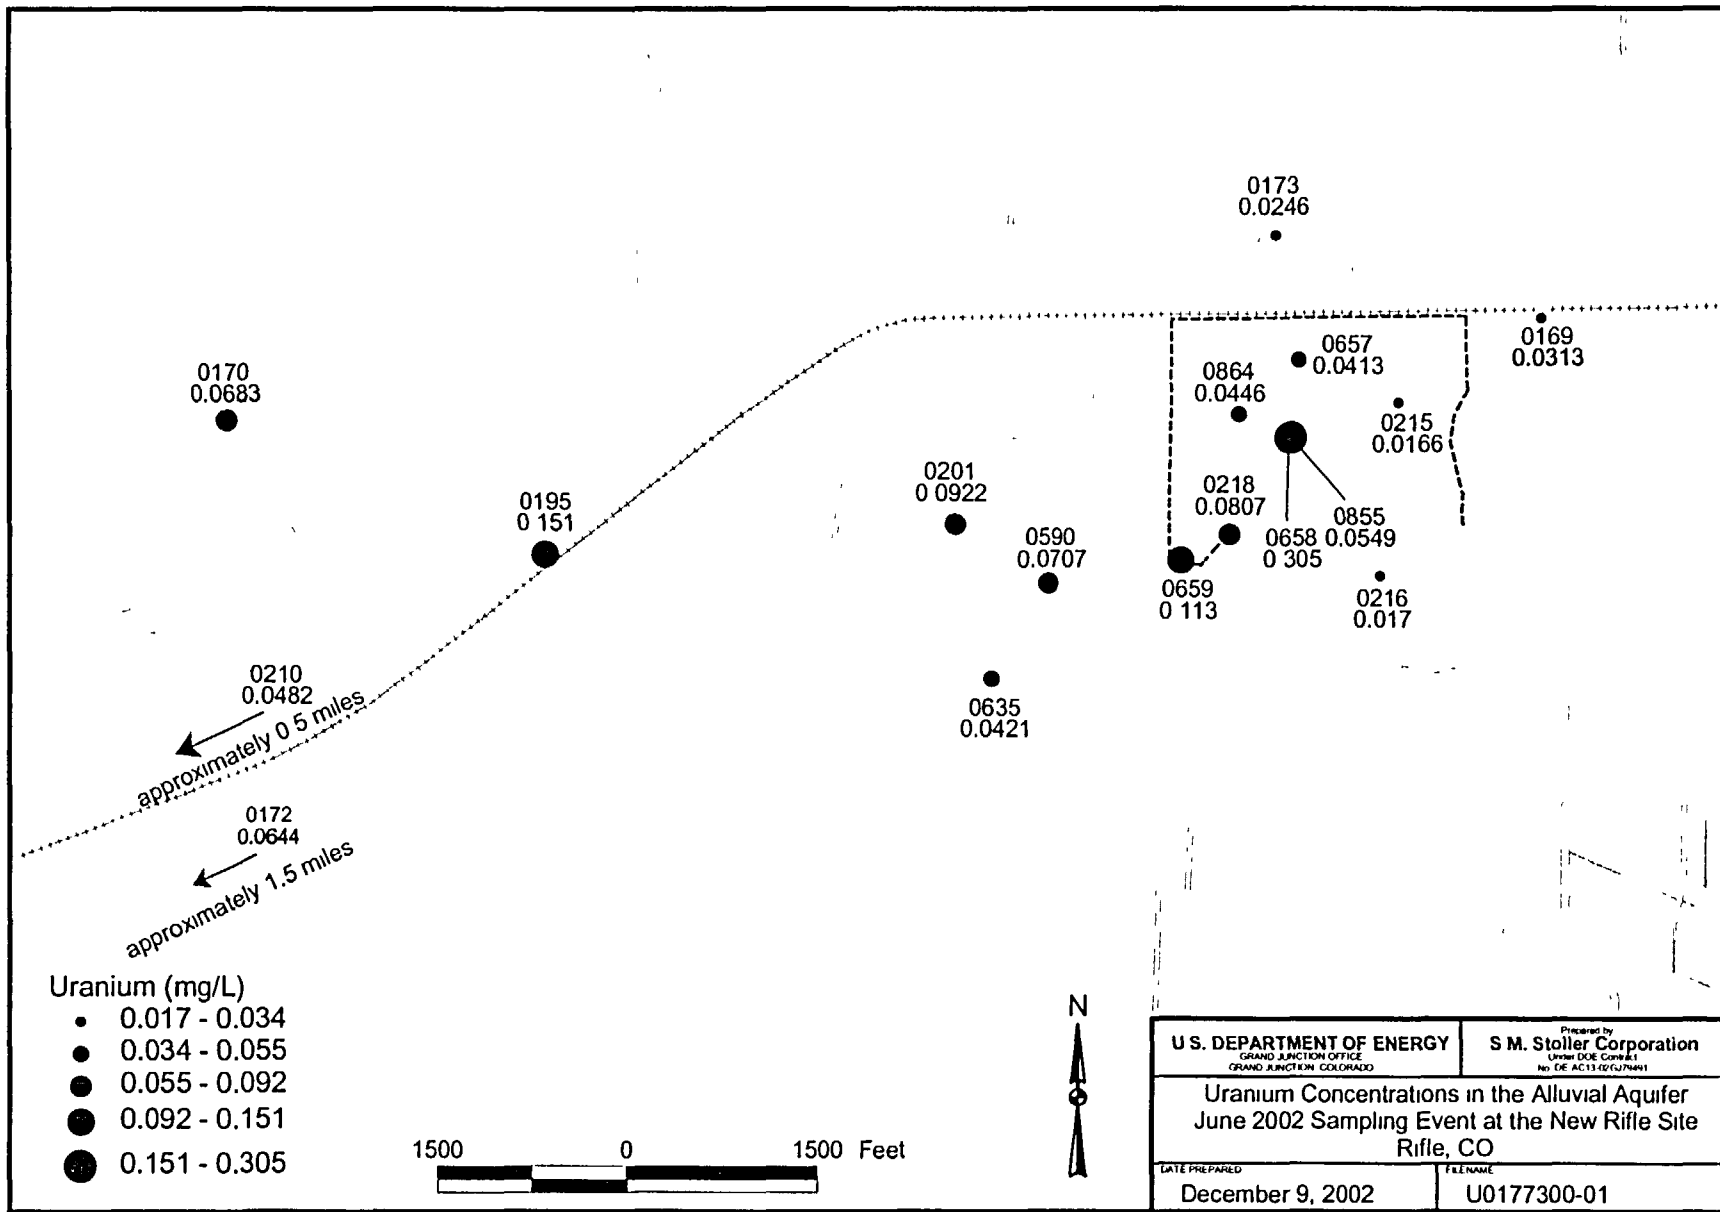 0173
0.0246
0169
0.0313
0657
0.0413
0864
0.0446
0215
0.0166
0170
0.0683
0201
0 0922
0195
0 151
0218
0.0807
0590
0.0707
0855
0.0549
0658
0 305
0659
0 113
0216
0.017
0635
0.0421
0210
0.0482
approximately 0 5 miles
0172
0.0644
approximately 1.5 miles
Uranium (mg/L)
0.017 - 0.034
0.034 - 0.055
0.055 - 0.092
0.092 - 0.151
0.151 - 0.305
1500 0 1500 Feet
N
U S. DEPARTMENT OF ENERGY
GRAND JUNCTION OFFICE
GRAND JUNCTION COLORADO
Prepared by
S M. Stoller Corporation
Under DOE Contract
Uranium Concentrations in the Alluvial Aquifer
June 2002 Sampling Event at the New Rifle Site
Rifle, CO
DATE PREPARED
December 9, 2002
FILENAME
U0177300-01